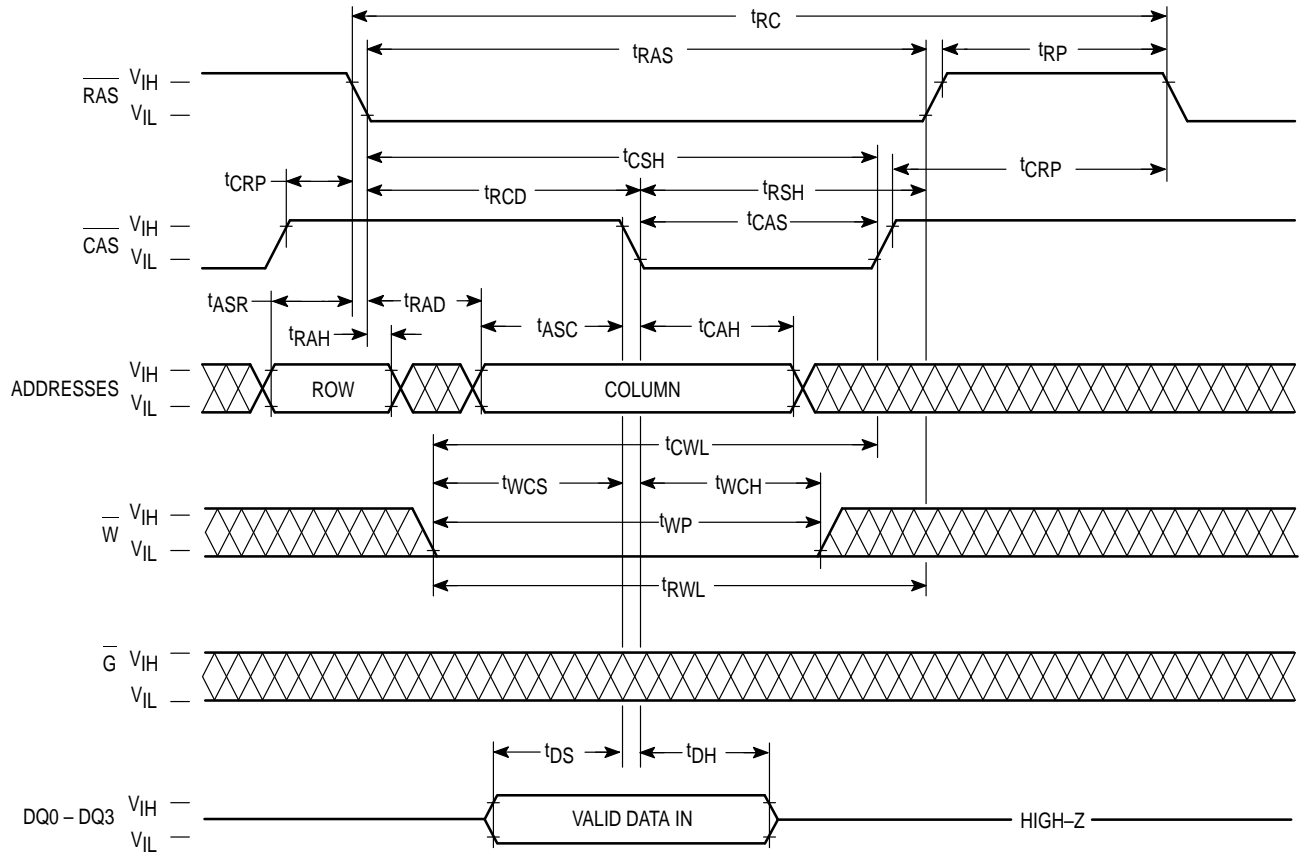 tRC
tRAS
tRP
RAS
VIH
VIL
tCSH
tCRP
tCRP
tRCD
tRSH
CAS
VIH
VIL
tCAS
tASR
tRAD
tRAH
tASC
tCAH
ADDRESSES
VIH
VIL
ROW
COLUMN
tCWL
tWCS
tWCH
W
VIH
VIL
tWP
tRWL
G
VIH
VIL
tDS
tDH
DQ0 – DQ3
VIH
VIL
VALID DATA IN
HIGH–Z